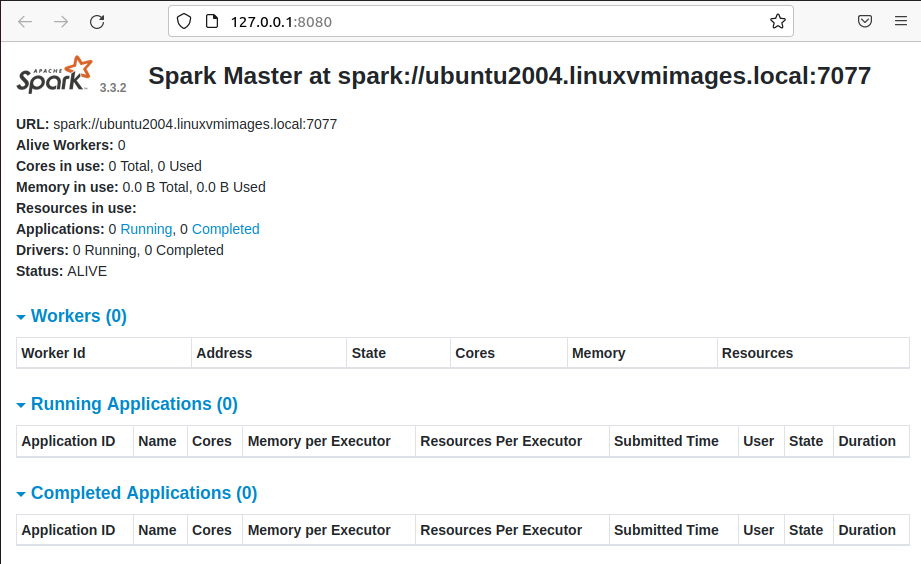 127.0.0.1:8080
APACHE
Spark 3.3.2
Spark Master at spark://ubuntu2004.linuxvmimages.local:7077
URL: spark://ubuntu2004.linuxvmimages.local:7077
Alive Workers: 0
Cores in use: 0 Total, 0 Used
Memory in use: 0.0 B Total, 0.0 B Used
Resources in use:
Applications: 0 Running, 0 Completed
Drivers: 0 Running, 0 Completed
Status: ALIVE
Workers (0)
Worker Id Address State Cores Memory Resources
Running Applications (0)
Application ID Name Cores Memory per Executor Resources Per Executor Submitted Time User State Duration
Completed Applications (0)
Application ID Name Cores Memory per Executor Resources Per Executor Submitted Time User State Duration